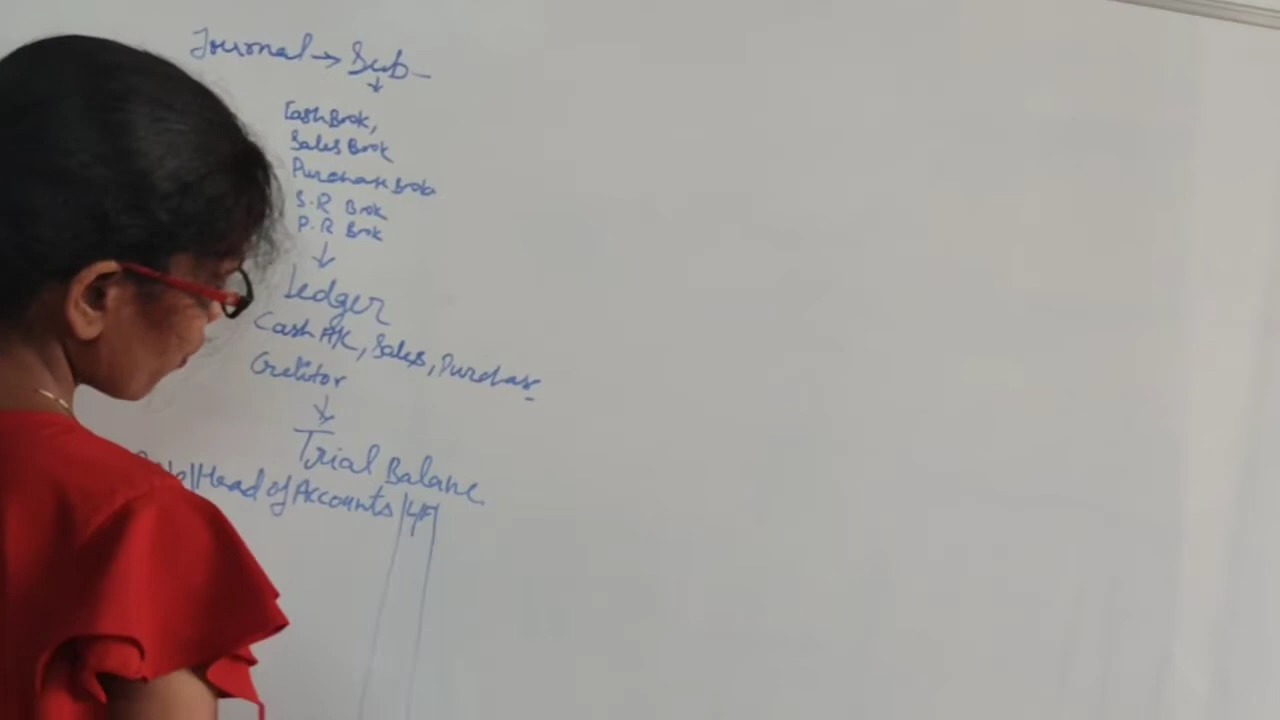 Journal → Sub-
↓
Cash Book,
Sales Book
Purchase Book
S.R Book
P.R Book
↓
Ledger
Cash A/c, Sales, Purchase
Creditor
↓
Trial Balance
Head of Accounts | L/F |